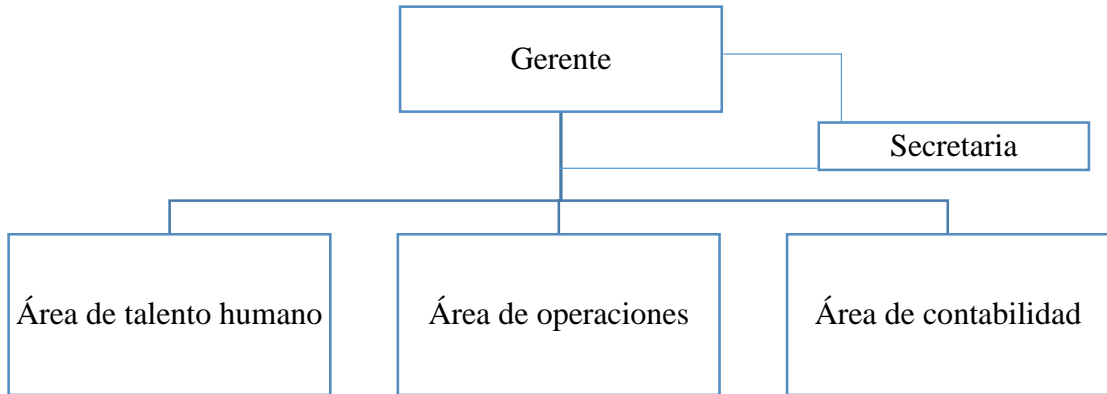 Gerente
Secretaria
Área de talento humano
Área de operaciones
Área de contabilidad